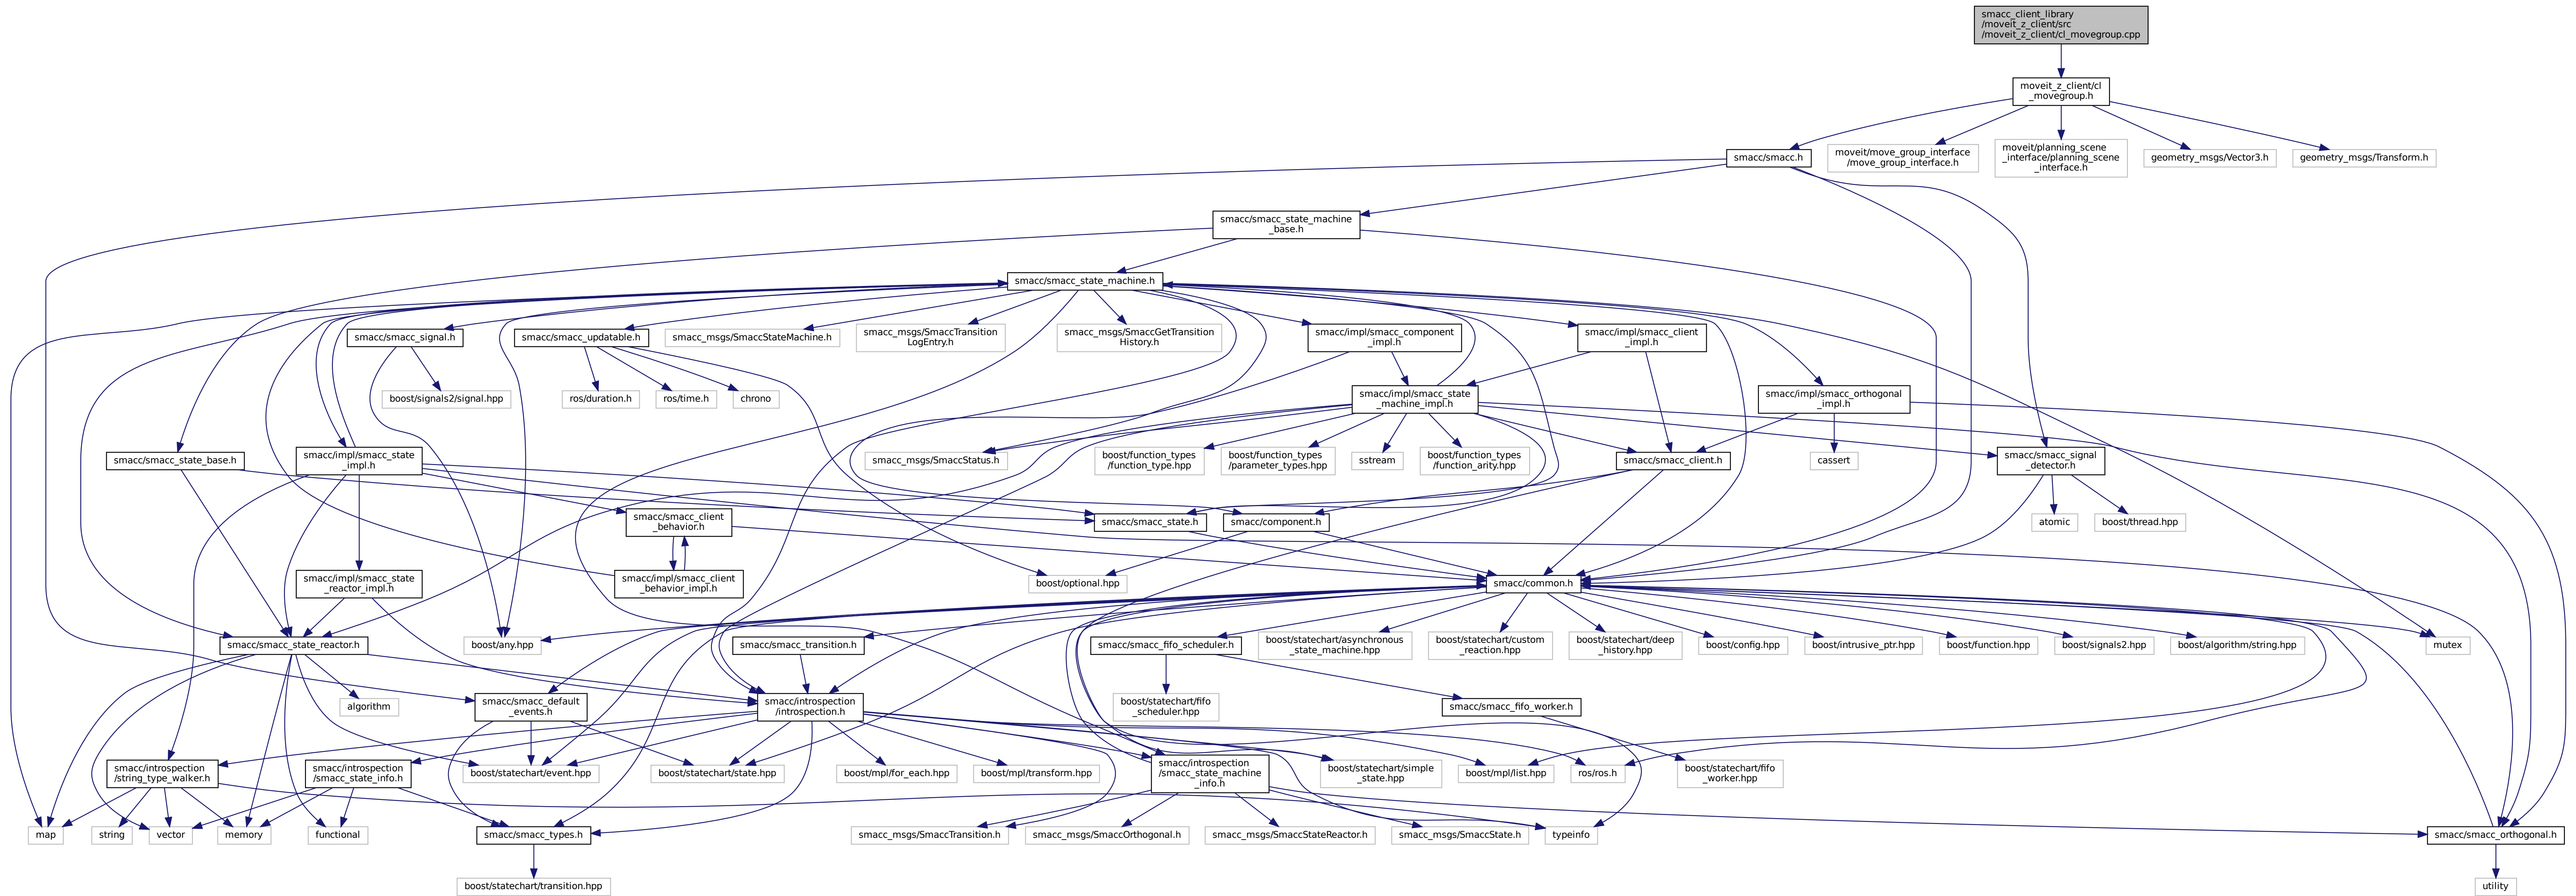 smacc_client_library
/moveit_z_client/src
/moveit_z_client/cl_movegroup.cpp
moveit_z_client/cl
_movegroup.h
smacc/smacc.h
moveit/move_group_interface
/move_group_interface.h
moveit/planning_scene
_interface/planning_scene
_interface.h
geometry_msgs/Vector3.h
geometry_msgs/Transform.h
smacc/smacc_state_machine
_base.h
smacc/smacc_state_machine.h
smacc/smacc_signal.h
smacc/smacc_updatable.h
smacc_msgs/SmaccStateMachine.h
smacc_msgs/SmaccTransition
LogEntry.h
smacc_msgs/SmaccGetTransition
History.h
smacc/impl/smacc_component
_impl.h
smacc/impl/smacc_client
_impl.h
boost/signals2/signal.hpp
ros/duration.h
ros/time.h
chrono
smacc/impl/smacc_state
_machine_impl.h
smacc/impl/smacc_orthogonal
_impl.h
smacc/smacc_state_base.h
smacc/impl/smacc_state
_impl.h
smacc_msgs/SmaccStatus.h
boost/function_types
/function_type.hpp
boost/function_types
/parameter_types.hpp
sstream
boost/function_types
/function_arity.hpp
smacc/smacc_client.h
cassert
smacc/smacc_signal
_detector.h
smacc/smacc_client
_behavior.h
smacc/smacc_state.h
smacc/component.h
atomic
boost/thread.hpp
smacc/impl/smacc_state
_reactor_impl.h
smacc/impl/smacc_client
_behavior_impl.h
boost/optional.hpp
smacc/common.h
smacc/smacc_state_reactor.h
boost/any.hpp
smacc/smacc_transition.h
smacc/smacc_fifo_scheduler.h
boost/statechart/asynchronous
_state_machine.hpp
boost/statechart/custom
_reaction.hpp
boost/statechart/deep
_history.hpp
boost/config.hpp
boost/intrusive_ptr.hpp
boost/function.hpp
boost/signals2.hpp
boost/algorithm/string.hpp
mutex
algorithm
smacc/smacc_default
_events.h
smacc/introspection
/introspection.h
boost/statechart/fifo
_scheduler.hpp
smacc/smacc_fifo_worker.h
smacc/introspection
/string_type_walker.h
smacc/introspection
/smacc_state_info.h
boost/statechart/event.hpp
boost/statechart/state.hpp
boost/mpl/for_each.hpp
boost/mpl/transform.hpp
smacc/introspection
/smacc_state_machine
_info.h
boost/statechart/simple
_state.hpp
boost/mpl/list.hpp
ros/ros.h
boost/statechart/fifo
_worker.hpp
map
string
vector
memory
functional
smacc/smacc_types.h
smacc_msgs/SmaccTransition.h
smacc_msgs/SmaccOrthogonal.h
smacc_msgs/SmaccStateReactor.h
smacc_msgs/SmaccState.h
typeinfo
smacc/smacc_orthogonal.h
boost/statechart/transition.hpp
utility